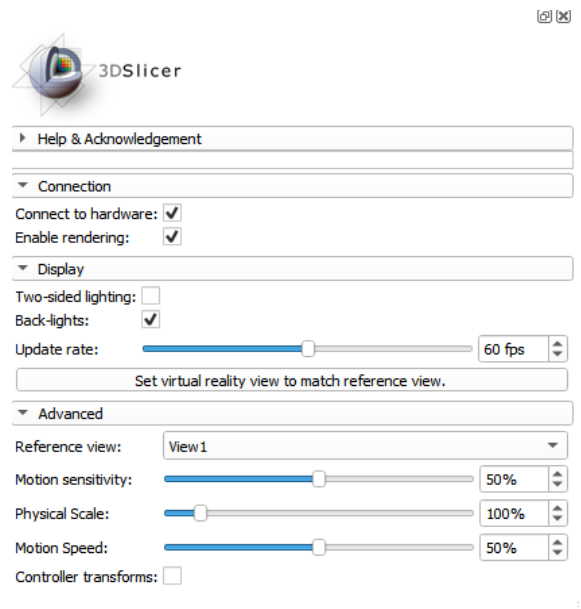 3DSlicer
Help & Acknowledgement
Connection
Connect to hardware:
Enable rendering:
Display
Two-sided lighting:
Back-lights:
Update rate: 60 fps
Set virtual reality view to match reference view.
Advanced
Reference view: View1
Motion sensitivity: 50%
Physical Scale: 100%
Motion Speed: 50%
Controller transforms: